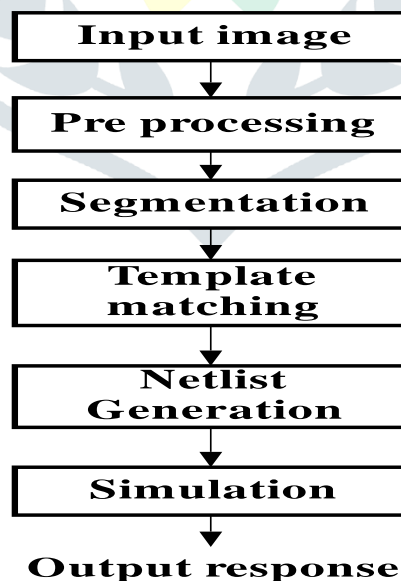 Input image
Pre processing
Segmentation
Template
matching
Netlist
Generation
Simulation
Output response